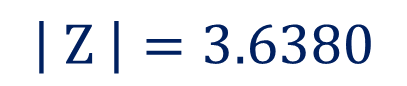 | Z | = 3.6380